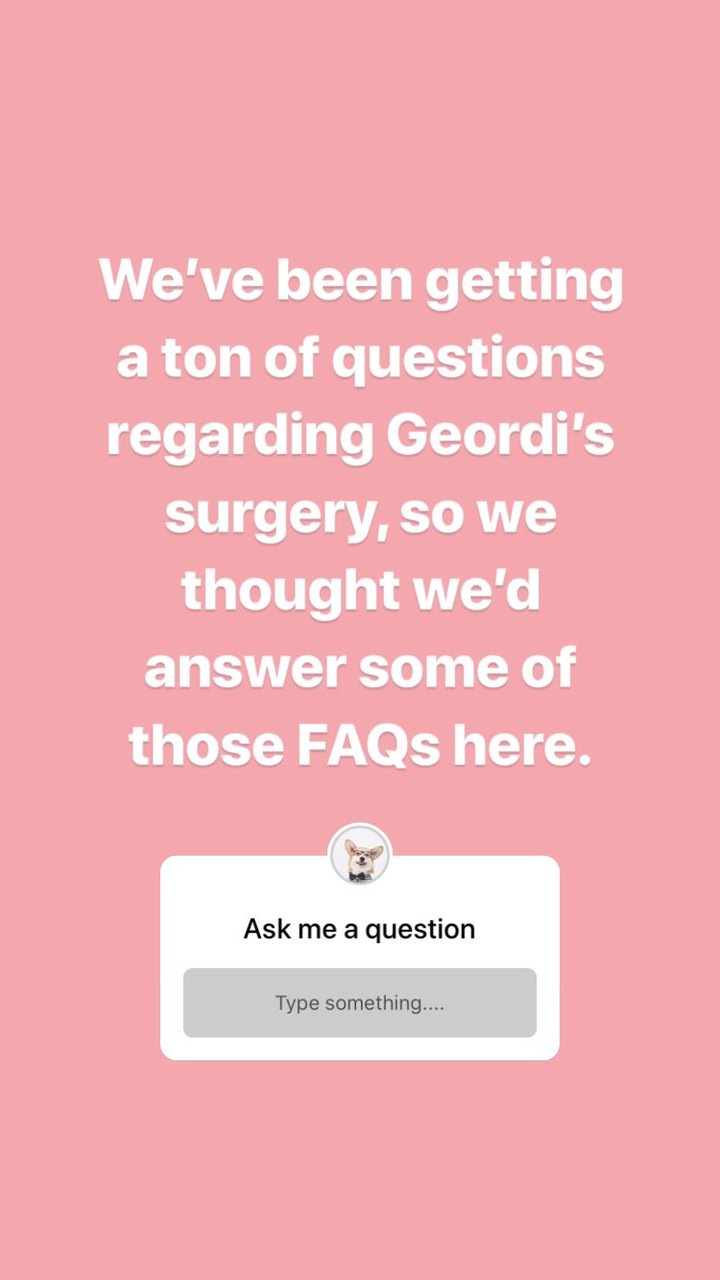 We’ve been getting
a ton of questions
regarding Geordi’s
surgery, so we
thought we’d
answer some of
those FAQs here.
Ask me a question
Type something....